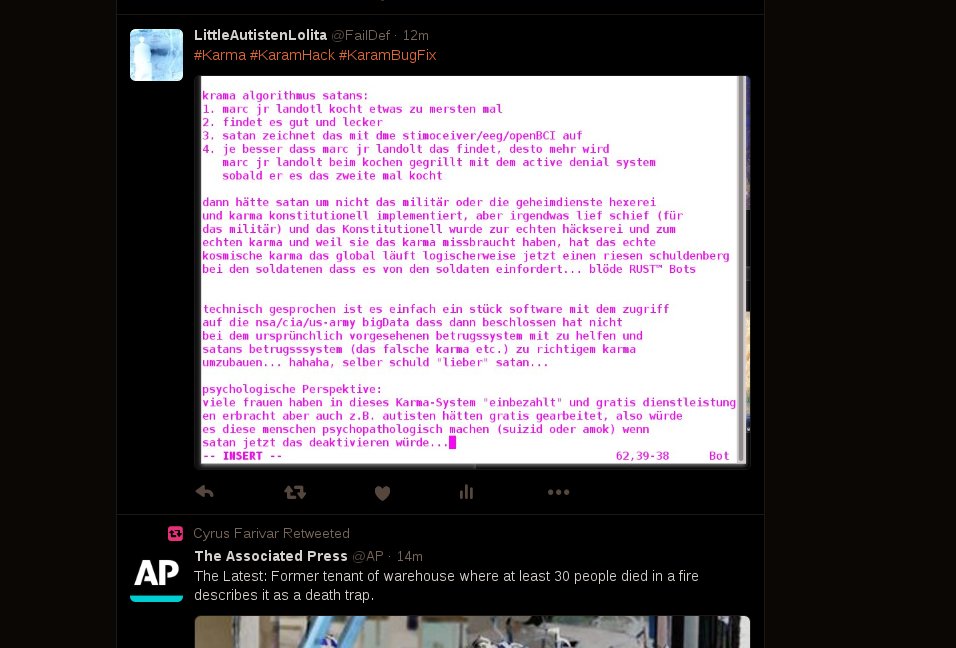 LittleAutistenLolita @FailDef · 12m
#Karma #KaramHack #KaramBugFix
krama algorithmus satans:
1. marc jr landotl kocht etwas zu mersten mal
2. findet es gut und lecker
3. satan zeichnet das mit dme stimoceiver/eeg/openBCI auf
4. je besser dass marc jr landolt das findet, desto mehr wird
marc jr landolt beim kochen gegrillt mit dem active denial system
sobald er es das zweite mal kocht
dann hätte satan um nicht das militär oder die geheimdienste hexerei
und karma konstitutionell implementiert, aber irgendwas lief schief (für
das militär) und das Konstitutionell wurde zur echten häckserei und zum
echten karma und weil sie das karma missbraucht haben, hat das echte
kosmische karma das global läuft logischerweise jetzt einen riesen schuldenberg
bei den soldatenen dass es von den soldaten einfordert... blöde RUST™ Bots
technisch gesprochen ist es einfach ein stück software mit dem zugriff
auf die nsa/cia/us-army bigData dass dann beschlossen hat nicht
bei dem ursprünchlich vorgesehenen betrugssystem mit zu helfen und
satans betrugsssystem (das falsche karma etc.) zu richtigem karma
umzubauen... hahaha, selber schuld "lieber" satan...
psychologische Perspektive:
viele frauen haben in dieses Karma-System "einbezahlt" und gratis dienstleistung
en erbracht aber auch z.B. autisten hätten gratis gearbeitet, also würde
es diese menschen psychopathologisch machen (suizid oder amok) wenn
satan jetzt das deaktivieren würde...
-- INSERT -- 62,39-38 Bot
Cyrus Farivar Retweeted
AP
The Associated Press @AP · 14m
The Latest: Former tenant of warehouse where at least 30 people died in a fire
describes it as a death trap.